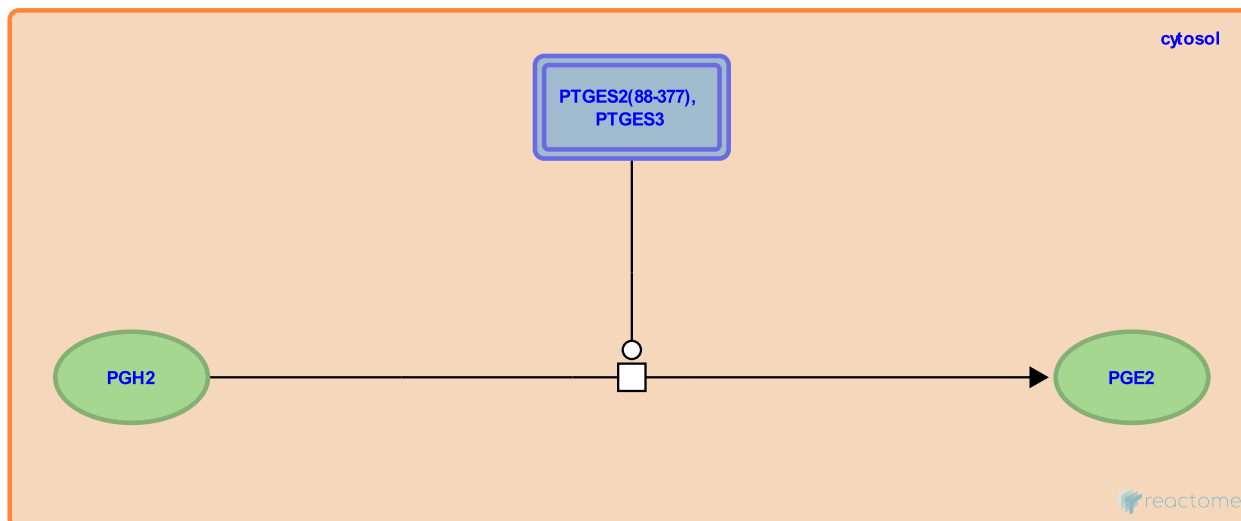 cytosol
PTGES2(88-377),
PTGES3
PGH2
PGE2
reactome